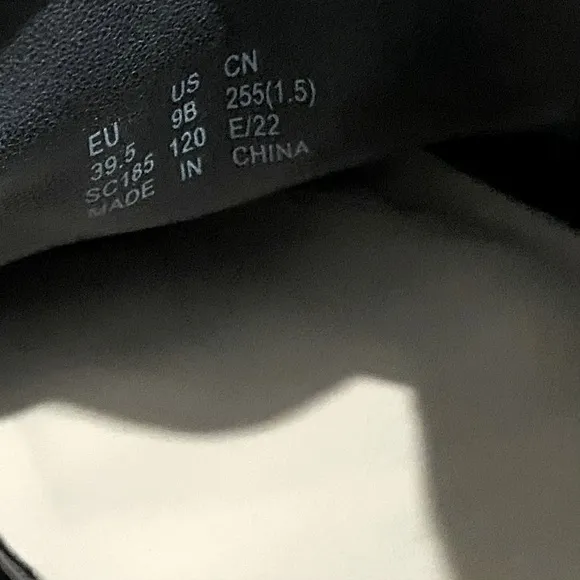 EU US CN
39.5 9B 255(1.5)
SC185 120 E/22
MADE IN CHINA